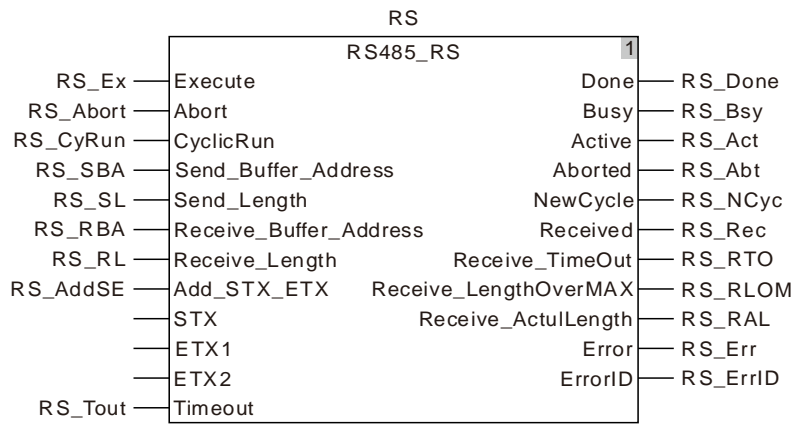 RS
RS485_RS 1
RS_Ex Execute Done RS_Done
RS_Abort Abort Busy RS_Bsy
RS_CyRun CyclicRun Active RS_Act
RS_SBA Send_Buffer_Address Aborted RS_Abt
RS_SL Send_Length NewCycle RS_NCyc
RS_RBA Receive_Buffer_Address Received RS_Rec
RS_RL Receive_Length Receive_TimeOut RS_RTO
RS_AddSE Add_STX_ETX Receive_LengthOverMAX RS_RLOM
STX Receive_ActulLength RS_RAL
ETX1 Error RS_Err
ETX2 ErrorID RS_ErrID
RS_Tout Timeout